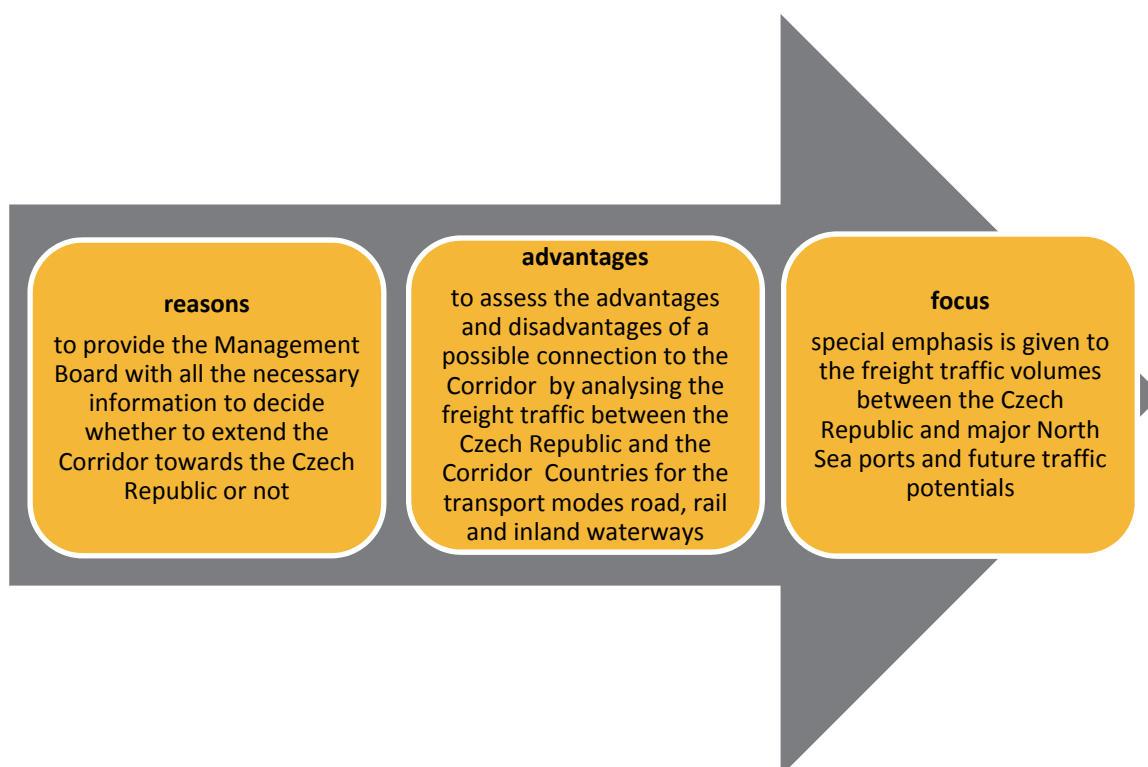 reasons
to provide the Management
Board with all the necessary
information to decide
whether to extend the
Corridor towards the Czech
Republic or not
advantages
to assess the advantages
and disadvantages of a
possible connection to the
Corridor by analysing the
freight traffic between the
Czech Republic and the
Corridor Countries for the
transport modes road, rail
and inland waterways
focus
special emphasis is given to
the freight traffic volumes
between the Czech
Republic and major North
Sea ports and future traffic
potentials